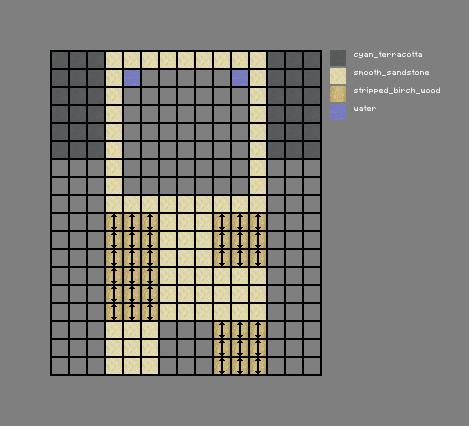 cyan_terracotta
smooth_sandstone
stripped_birch_wood
water